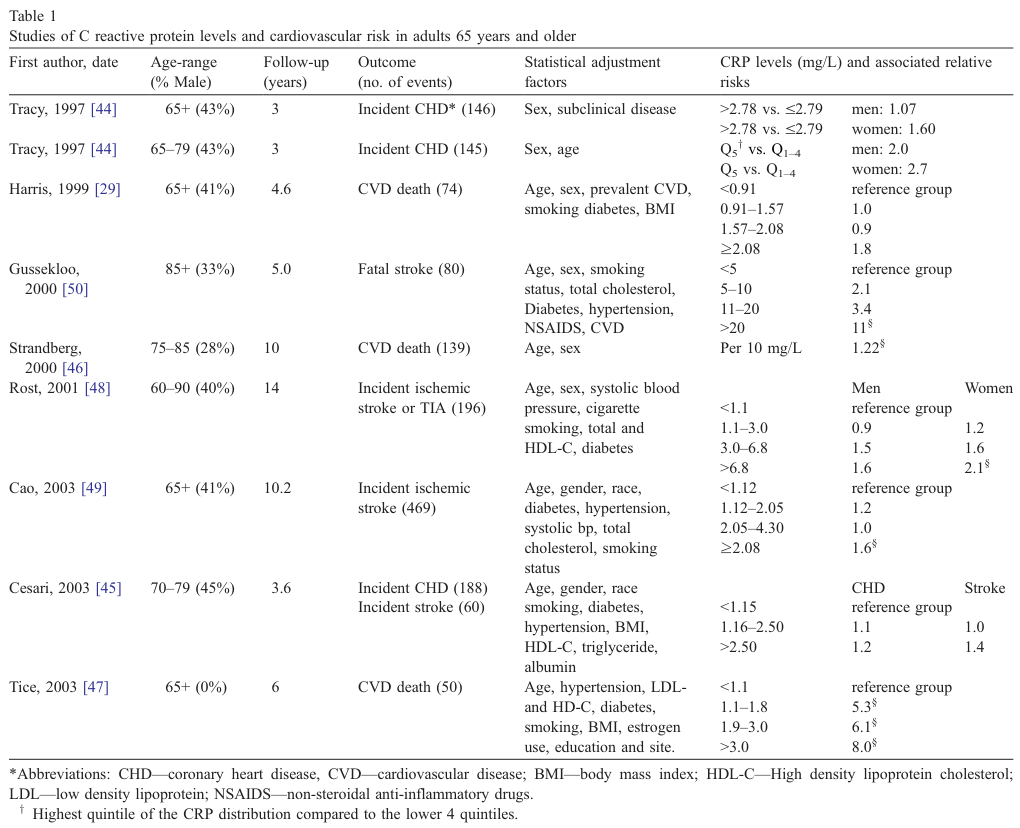 Table 1
Studies of C reactive protein levels and cardiovascular risk in adults 65 years and older
First author, date Age-range Follow-up Outcome Statistical adjustment CRP levels (mg/L) and associated relative
(% Male) (years) (no. of events) factors risks
Tracy, 1997 [44] 65+ (43%) 3 Incident CHD* (146) Sex, subclinical disease >2.78 vs. ≤2.79 men: 1.07
>2.78 vs. ≤2.79 women: 1.60
Tracy, 1997 [44] 65–79 (43%) 3 Incident CHD (145) Sex, age Q5† vs. Q1–4 men: 2.0
Q5 vs. Q1–4 women: 2.7
Harris, 1999 [29] 65+ (41%) 4.6 CVD death (74) Age, sex, prevalent CVD, <0.91 reference group
smoking diabetes, BMI 0.91–1.57 1.0
1.57–2.08 0.9
≥2.08 1.8
Gussekloo, 85+ (33%) 5.0 Fatal stroke (80) Age, sex, smoking <5 reference group
2000 [50] status, total cholesterol, 5–10 2.1
Diabetes, hypertension, 11–20 3.4
NSAIDS, CVD >20 11§
Strandberg, 75–85 (28%) 10 CVD death (139) Age, sex Per 10 mg/L 1.22§
2000 [46]
Rost, 2001 [48] 60–90 (40%) 14 Incident ischemic Age, sex, systolic blood Men Women
stroke or TIA (196) pressure, cigarette <1.1 reference group
smoking, total and 1.1–3.0 0.9 1.2
HDL-C, diabetes 3.0–6.8 1.5 1.6
>6.8 1.6 2.1§
Cao, 2003 [49] 65+ (41%) 10.2 Incident ischemic Age, gender, race, <1.12 reference group
stroke (469) diabetes, hypertension, 1.12–2.05 1.2
systolic bp, total 2.05–4.30 1.0
cholesterol, smoking ≥2.08 1.6§
status
Cesari, 2003 [45] 70–79 (45%) 3.6 Incident CHD (188) Age, gender, race CHD Stroke
Incident stroke (60) smoking, diabetes, <1.15 reference group
hypertension, BMI, 1.16–2.50 1.1 1.0
HDL-C, triglyceride, >2.50 1.2 1.4
albumin
Tice, 2003 [47] 65+ (0%) 6 CVD death (50) Age, hypertension, LDL- <1.1 reference group
and HD-C, diabetes, 1.1–1.8 5.3§
smoking, BMI, estrogen 1.9–3.0 6.1§
use, education and site. >3.0 8.0§
*Abbreviations: CHD—coronary heart disease, CVD—cardiovascular disease; BMI—body mass index; HDL-C—High density lipoprotein cholesterol;
LDL—low density lipoprotein; NSAIDS—non-steroidal anti-inflammatory drugs.
† Highest quintile of the CRP distribution compared to the lower 4 quintiles.